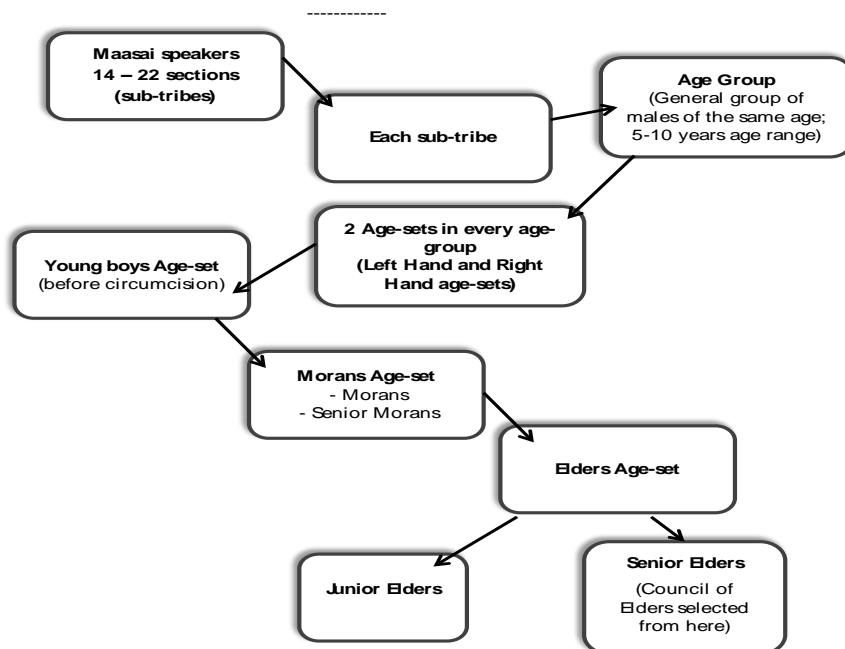 ------------
Maasai speakers
14 – 22 sections
(sub-tribes)
Each sub-tribe
Age Group
(General group of
males of the same age;
5-10 years age range)
2 Age-sets in every age-
group
(Left Hand and Right
Hand age-sets)
Young boys Age-set
(before circumcision)
Morans Age-set
- Morans
- Senior Morans
Elders Age-set
Junior Elders
Senior Elders
(Council of
Elders selected
from here)